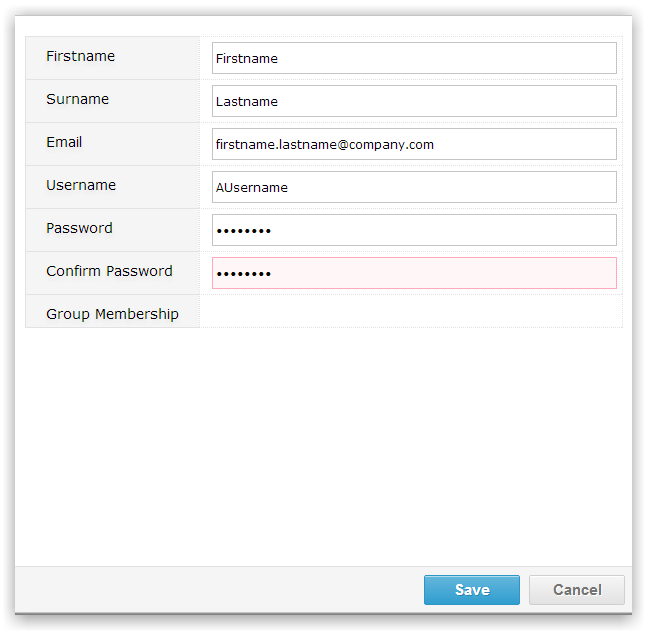 Firstname Firstname
Surname Lastname
Email firstname.lastname@company.com
Username AUsername
Password ••••••••
Confirm Password ••••••••
Group Membership
Save Cancel